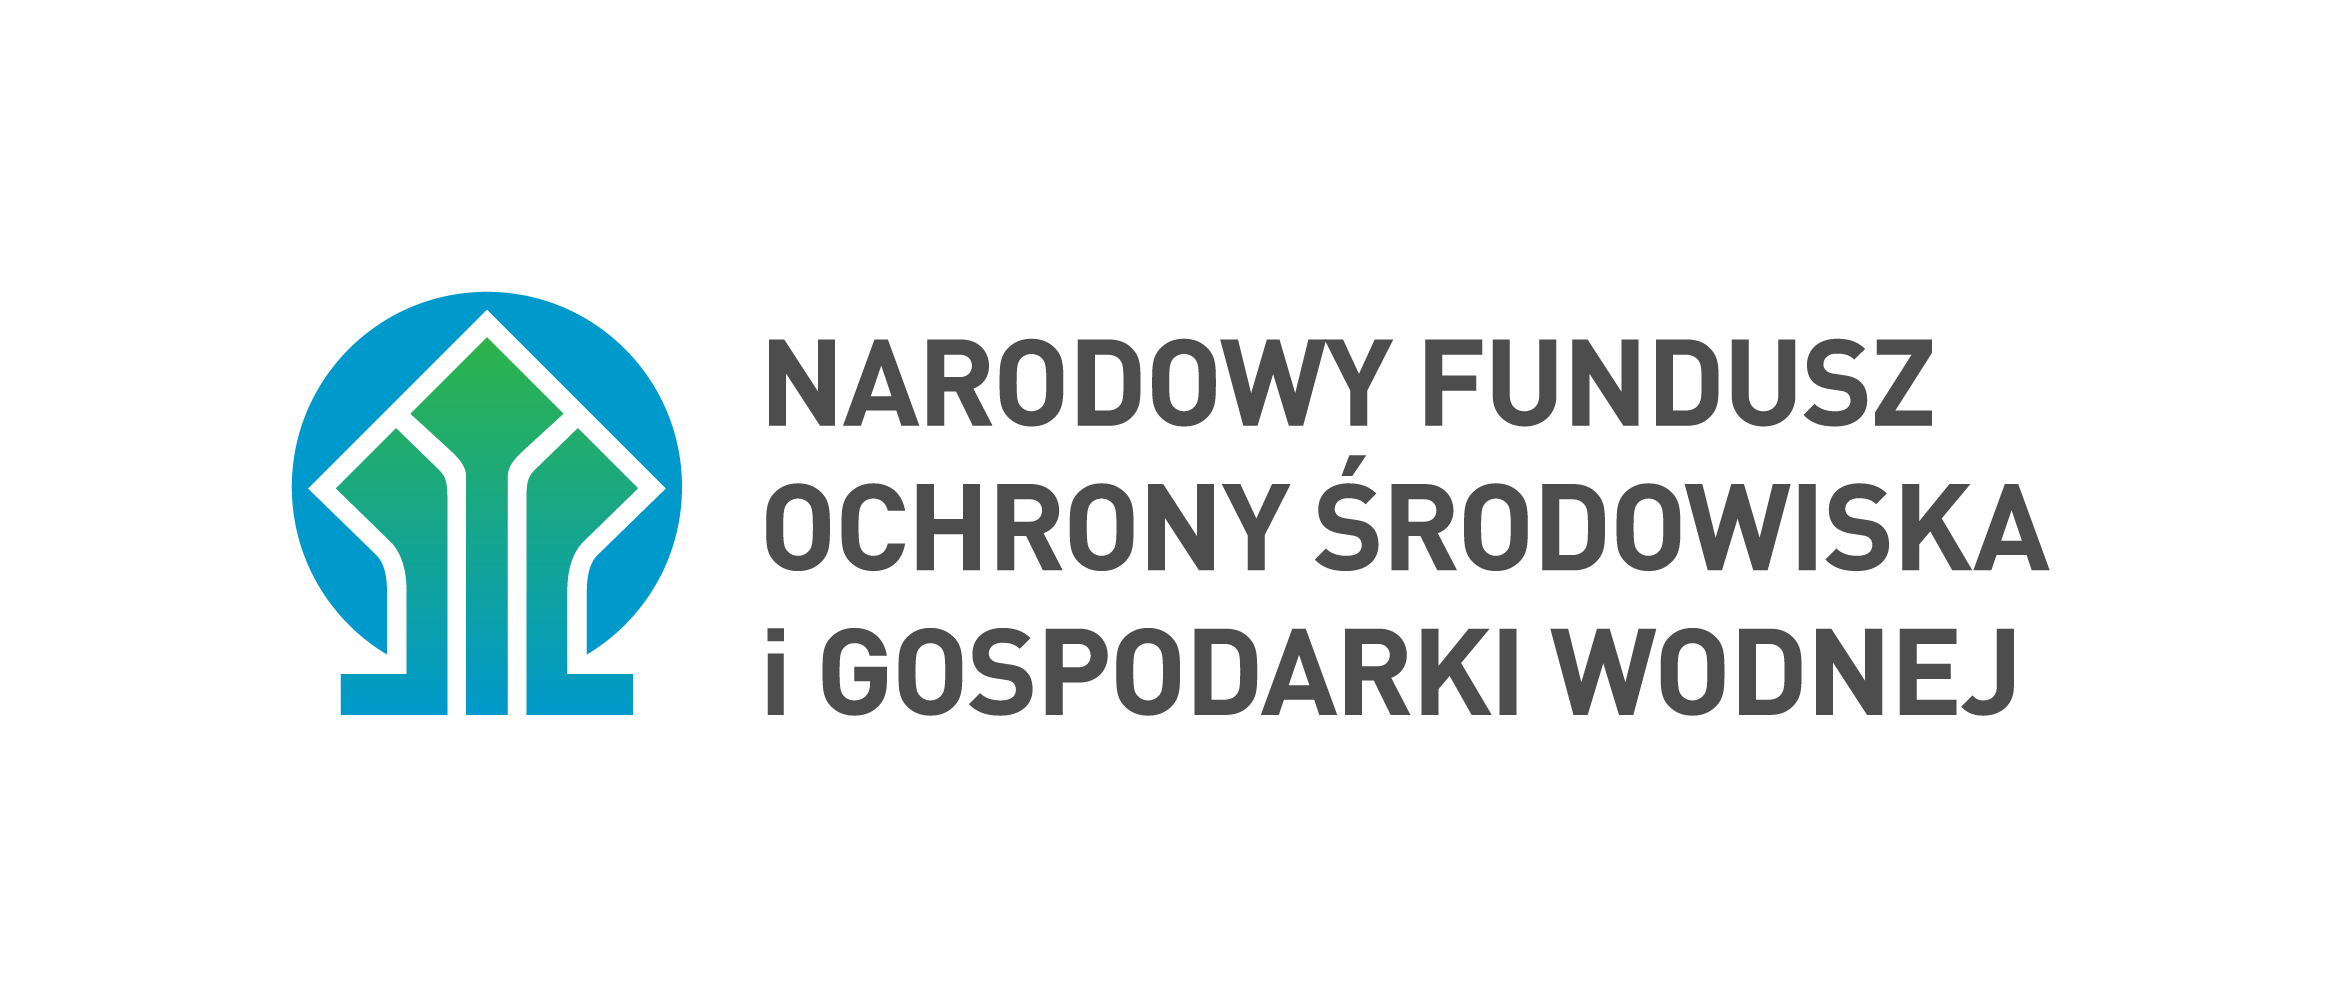 NARODOWY FUNDUSZ
OCHRONY ŚRODOWISKA
i GOSPODARKI WODNEJ